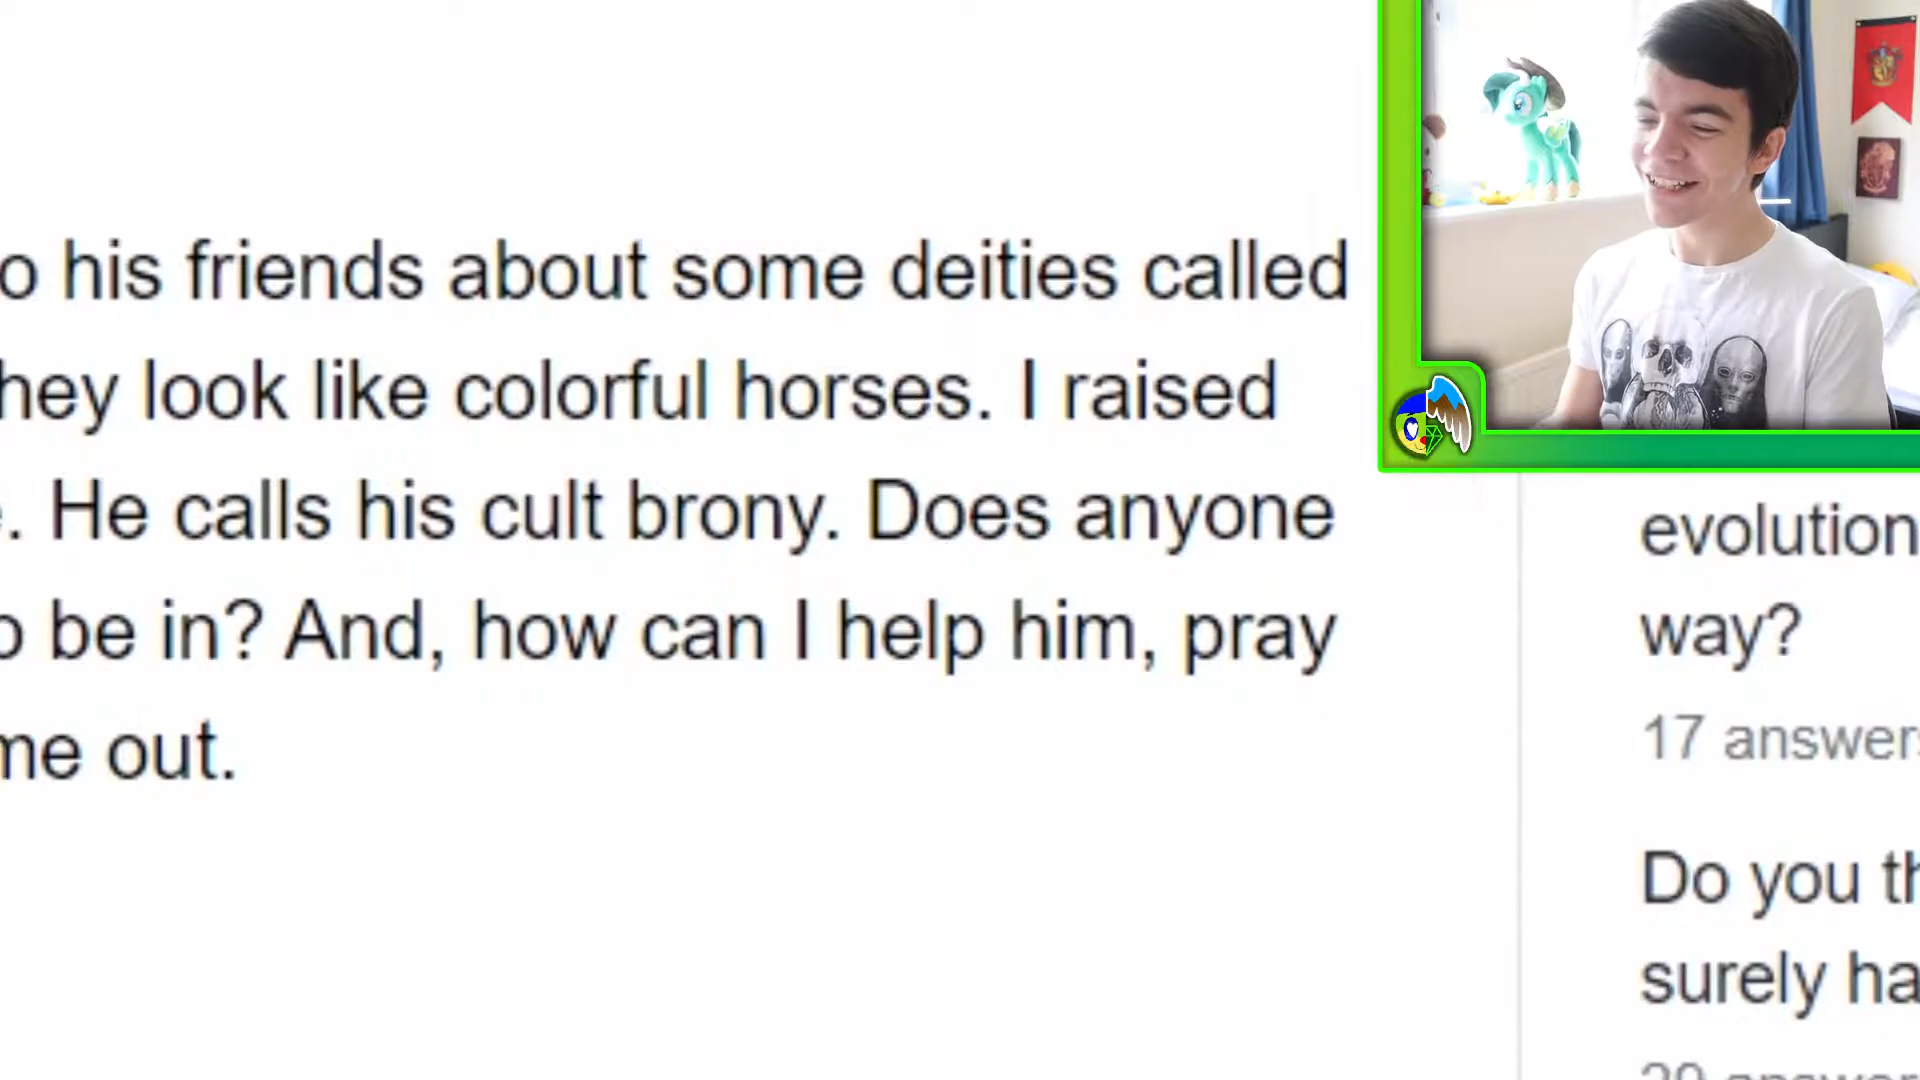 o his friends about some deities called
hey look like colorful horses. I raised
. He calls his cult brony. Does anyone
o be in? And, how can I help him, pray
me out.
evolution
way?
17 answers
Do you th
surely ha